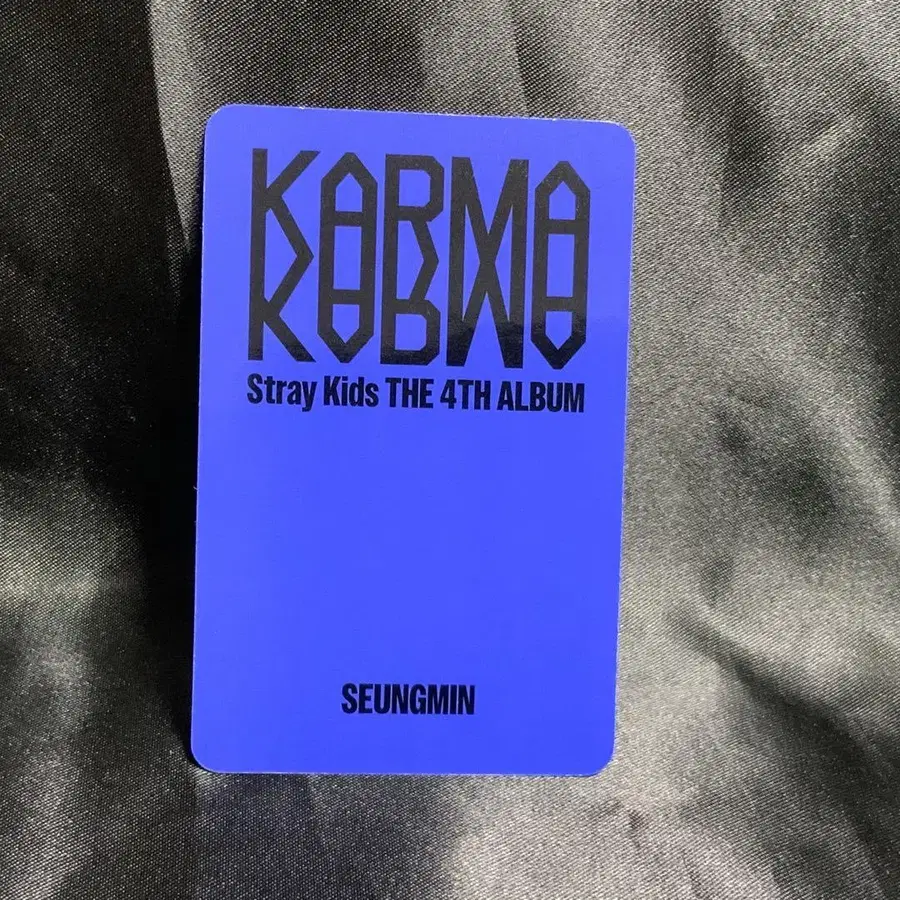 KARMA
Stray Kids THE 4TH ALBUM
SEUNGMIN